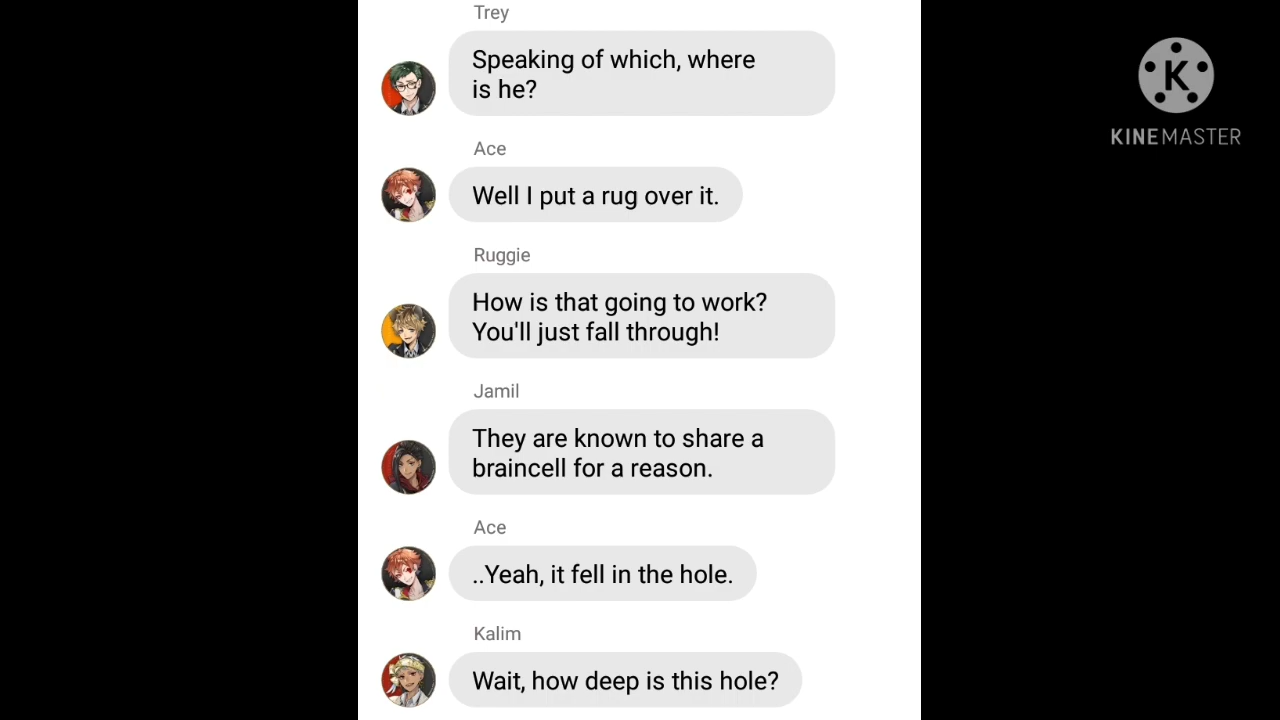 Trey
Speaking of which, where
is he?
Ace
Well I put a rug over it.
Ruggie
How is that going to work?
You'll just fall through!
Jamil
They are known to share a
braincell for a reason.
Ace
..Yeah, it fell in the hole.
Kalim
Wait, how deep is this hole?
K
KINEMASTER